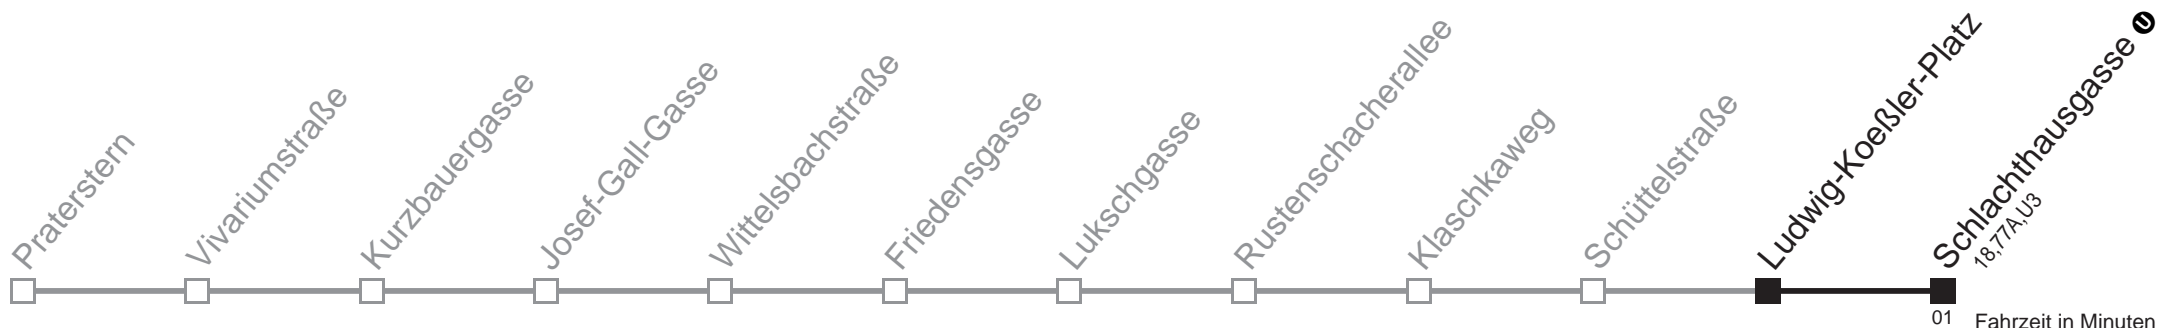 Praterstern
Vivariumstraße
Kurzbauergasse
Josef-Gall-Gasse
Wittelsbachstraße
Friedensgasse
Lukschgasse
Rustenschacherallee
Klaschkaweg
Schüttelstraße
Ludwig-Koeßler-Platz
Schlachthausgasse U
18,77A,U3
01
Fahrzeit in Minuten